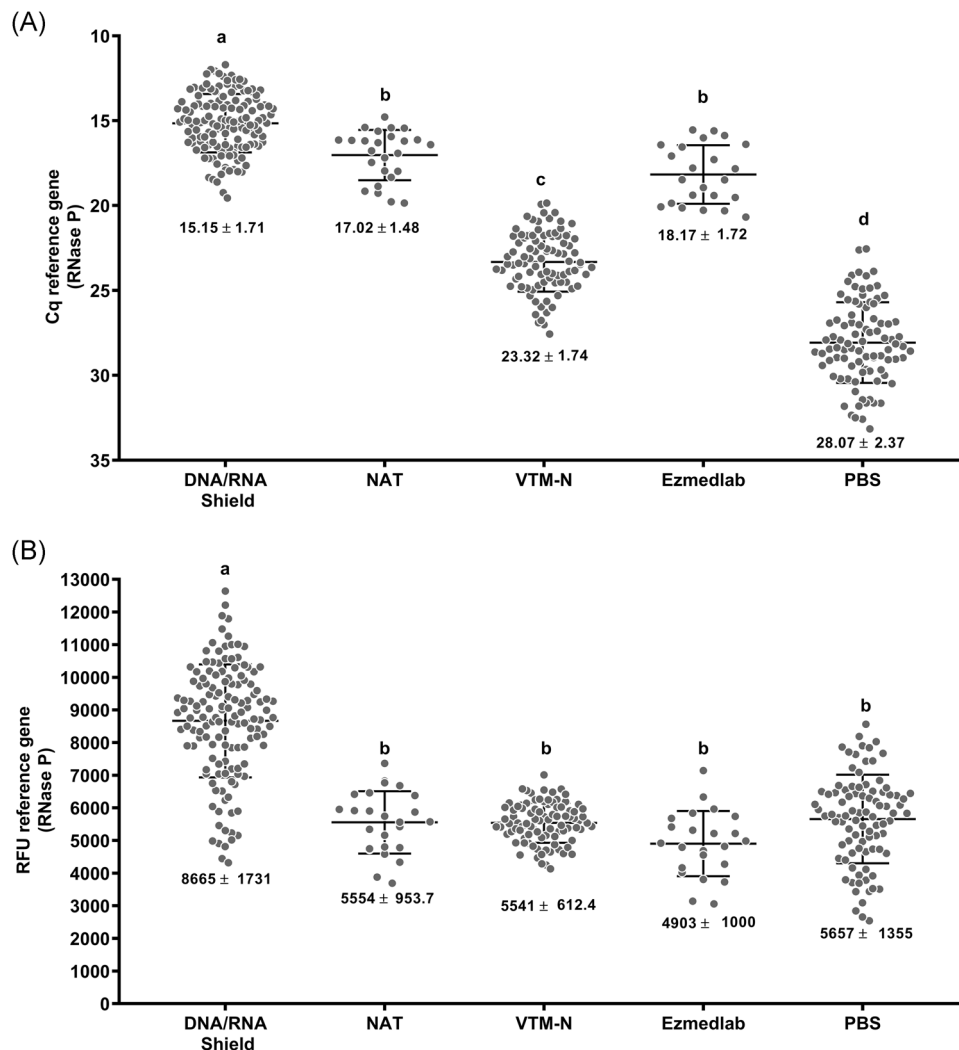 (A)
Cq reference gene
(RNase P)
10
15
20
25
30
35
a
b
c
b
d
15.15 ± 1.71
17.02 ± 1.48
23.32 ± 1.74
18.17 ± 1.72
28.07 ± 2.37
DNA/RNA
Shield
NAT
VTM-N
Ezmedlab
PBS
(B)
RFU reference gene
(RNase P)
13000
12000
11000
10000
9000
8000
7000
6000
5000
4000
3000
2000
1000
0
a
b
b
b
b
8665 ± 1731
5554 ± 953.7
5541 ± 612.4
4903 ± 1000
5657 ± 1355
DNA/RNA
Shield
NAT
VTM-N
Ezmedlab
PBS